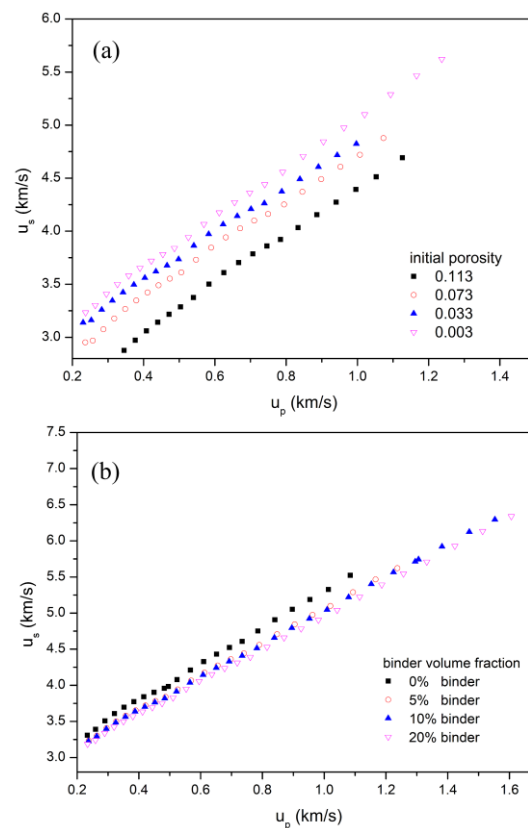 (a)
6.0
5.5
5.0
4.5
4.0
3.5
3.0
u_s (km/s)
initial porosity
0.113
0.073
0.033
0.003
0.2 0.4 0.6 0.8 1.0 1.2 1.4
u_p (km/s)
(b)
7.5
7.0
6.5
6.0
5.5
5.0
4.5
4.0
3.5
3.0
u_s (km/s)
binder volume fraction
0% binder
5% binder
10% binder
20% binder
0.2 0.4 0.6 0.8 1.0 1.2 1.4 1.6
u_p (km/s)